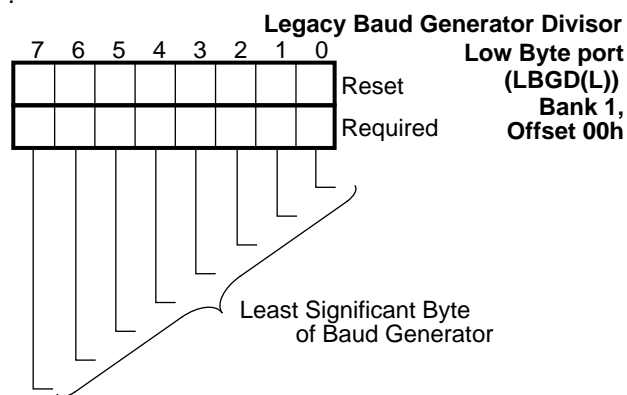 .
Legacy Baud Generator Divisor
7 6 5 4 3 2 1 0
Low Byte port
Reset
(LBGD(L))
Bank 1,
Required
Offset 00h
Least Significant Byte
of Baud Generator